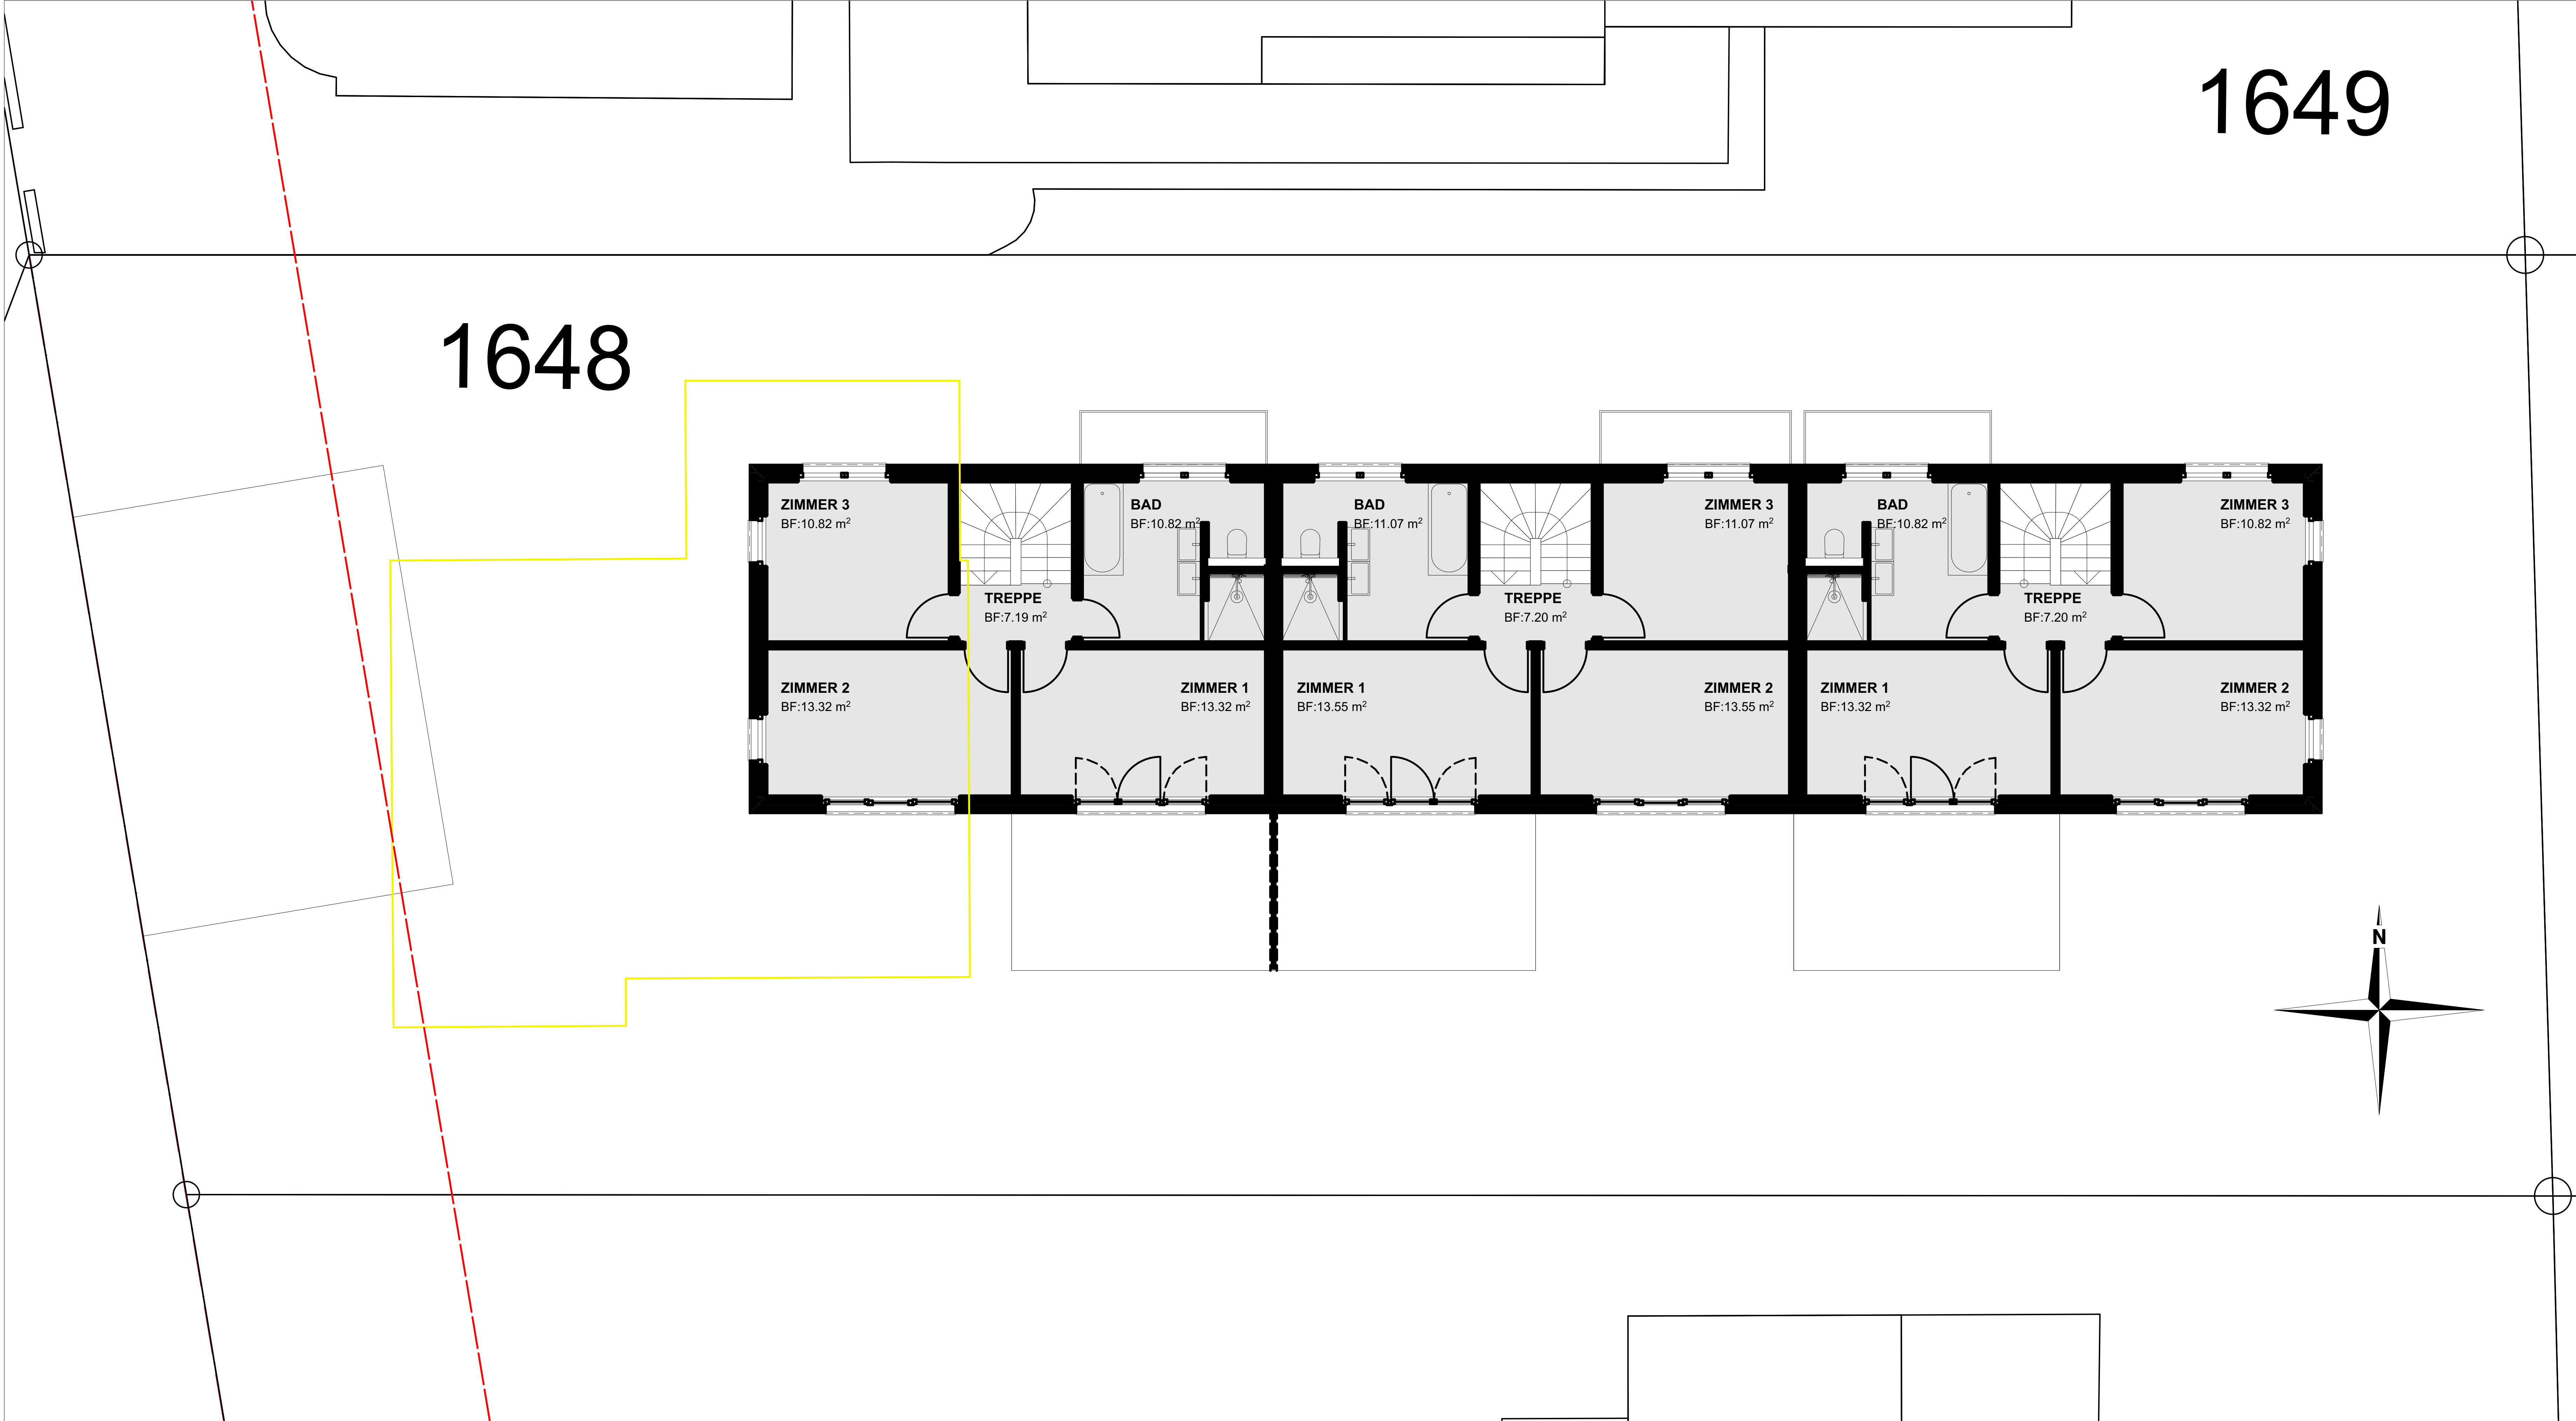 1649
1648
ZIMMER 3
BF:10.82 m²
TREPPE
BF:7.19 m²
BAD
BF:10.82 m²
ZIMMER 2
BF:13.32 m²
ZIMMER 1
BF:13.32 m²
BAD
BF:11.07 m²
TREPPE
BF:7.20 m²
ZIMMER 3
BF:11.07 m²
ZIMMER 1
BF:13.55 m²
ZIMMER 2
BF:13.55 m²
BAD
BF:10.82 m²
TREPPE
BF:7.20 m²
ZIMMER 3
BF:10.82 m²
ZIMMER 1
BF:13.32 m²
ZIMMER 2
BF:13.32 m²
N